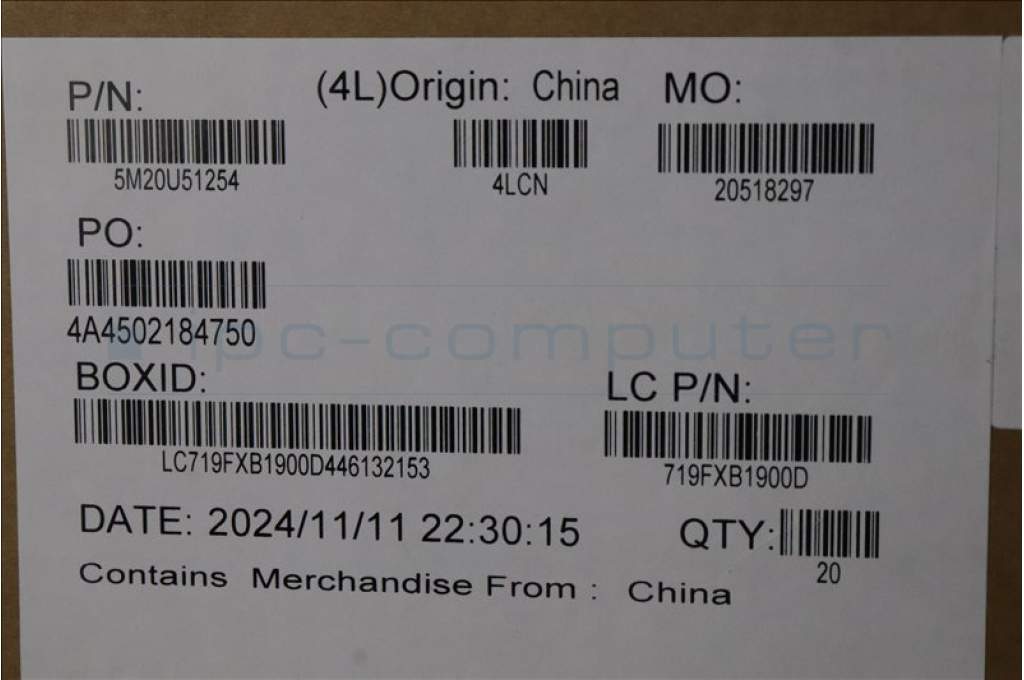 P/N: (4L)Origin: China MO:
5M20U51254 4LCN 20518297
PO:
4A4502184750
ipc-computer
BOXID: LC P/N:
LC719FXB1900D446132153 719FXB1900D
DATE: 2024/11/11 22:30:15 QTY:
20
Contains Merchandise From : China